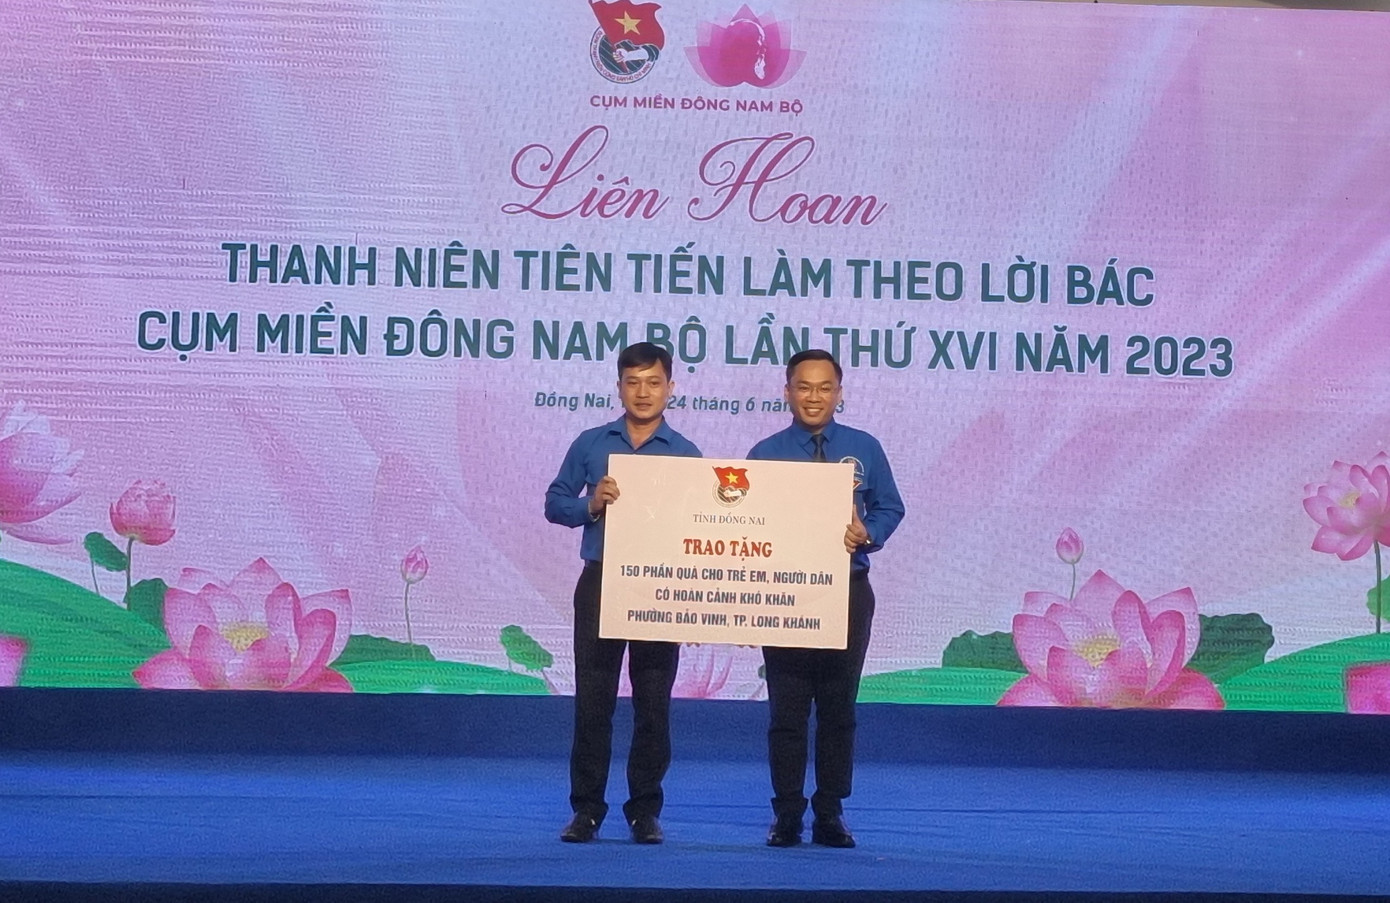 CỤM MIỀN ĐÔNG NAM BỘ
Liên Hoan
THANH NIÊN TIÊN TIẾN LÀM THEO LỜI BÁC
CỤM MIỀN ĐÔNG NAM BỘ LẦN THỨ XVI NĂM 2023
Đồng Nai, 24 tháng 6
TỈNH ĐỒNG NAI
TRAO TẶNG
150 PHẦN QUÀ CHO TRẺ EM, NGƯỜI DÂN
CÓ HOÀN CẢNH KHÓ KHĂN
PHƯỜNG BẢO VINH, TP. LONG KHÁNH